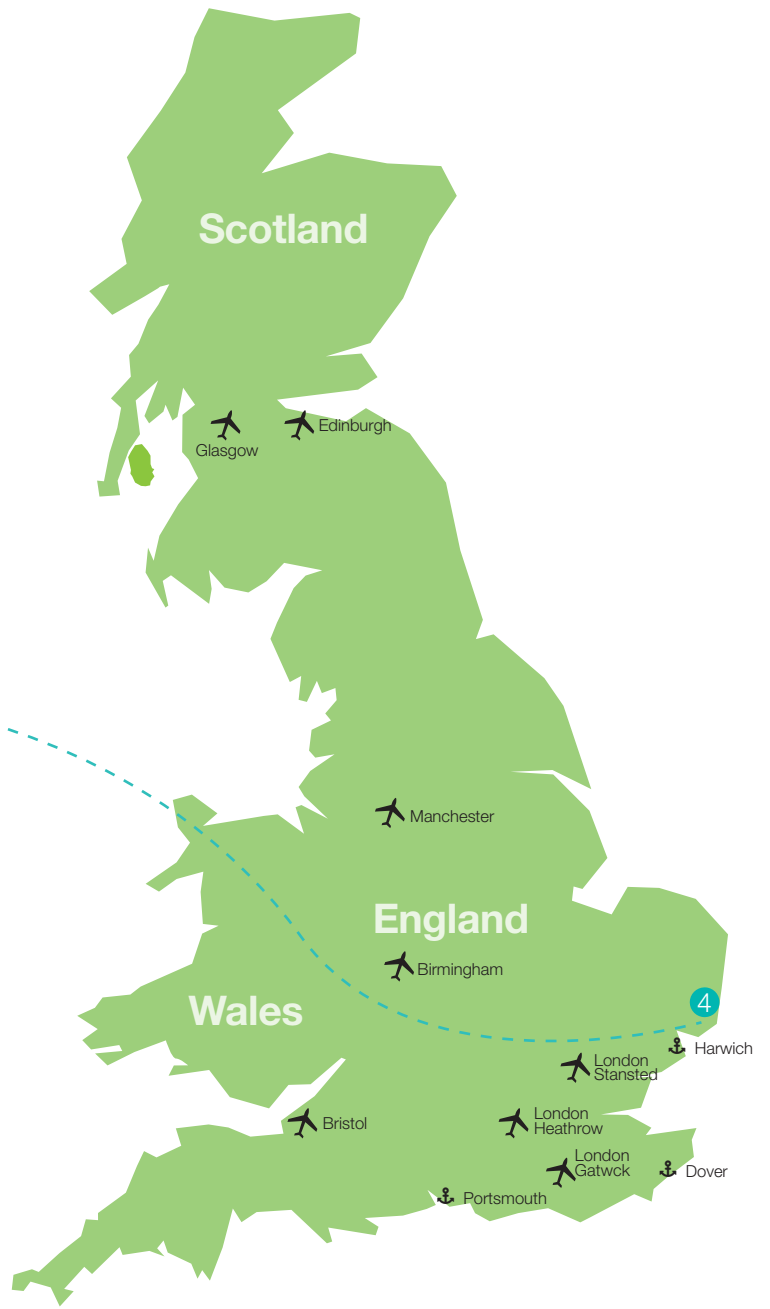 Scotland
Edinburgh
Glasgow
Manchester
England
Birmingham
Wales
4
Harwich
London
Stansted
London
Heathrow
Bristol
London
Gatwck
Dover
Portsmouth